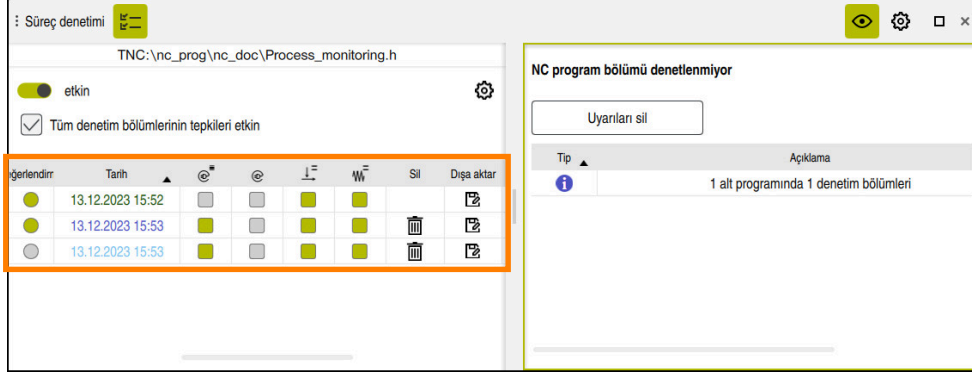 Süreç denetimi
TNC:\nc_prog\nc_doc\Process_monitoring.h
etkin
Tüm denetim bölümlerinin tepkileri etkin
Tarih Sil Dışa aktar
13.12.2023 15:52
13.12.2023 15:53
13.12.2023 15:53
NC program bölümü denetlenmiyor
Uyarıları sil
Tip Açıklama
1 alt programında 1 denetim bölümleri